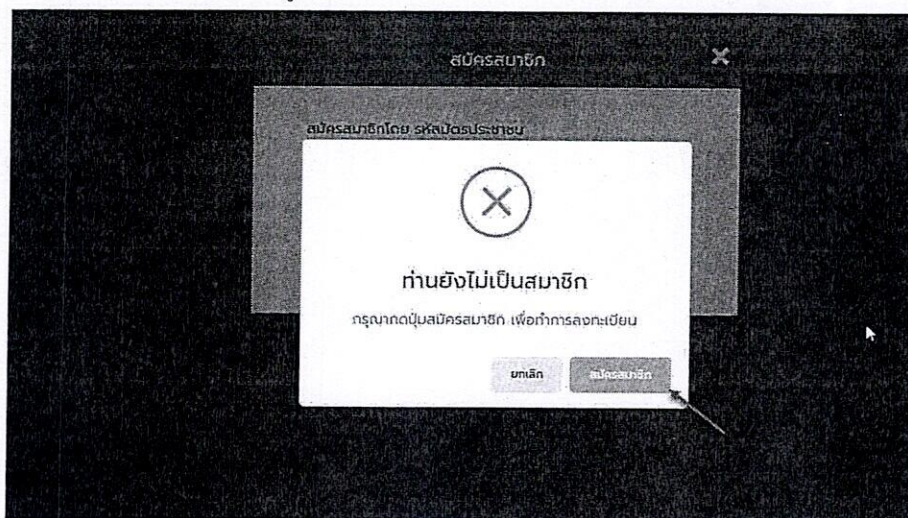 สมัครสมาชิก
สมัครสมาชิกโดย รหัสบัตรประชาชน
ท่านยังไม่เป็นสมาชิก
กรุณากดปุ่มสมัครสมาชิก เพื่อทำการลงทะเบียน
ยกเลิก สมัครสมาชิก